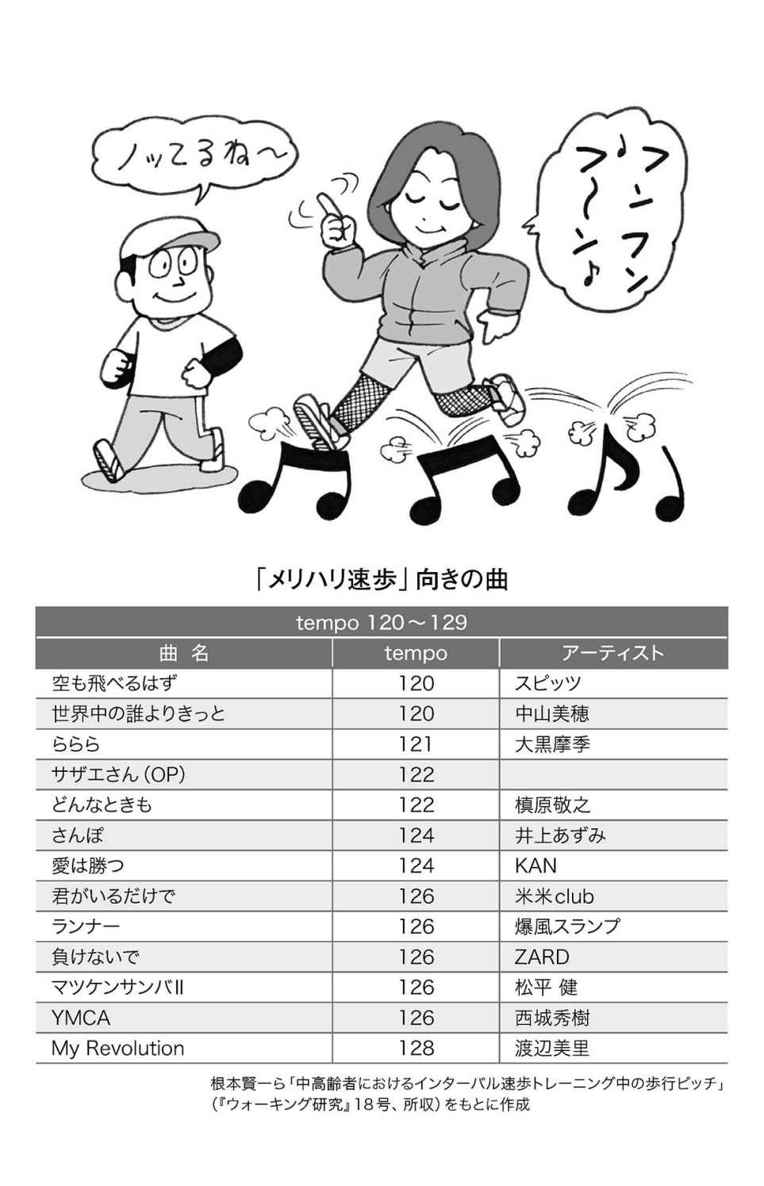 ノッてるね〜
フンフン
♪フ〜ン♪
「メリハリ速歩」向きの曲
tempo 120〜129
曲 名 tempo アーティスト
空も飛べるはず 120 スピッツ
世界中の誰よりきっと 120 中山美穂
ららら 121 大黒摩季
サザエさん（OP） 122
どんなときも 122 槙原敬之
さんぽ 124 井上あずみ
愛は勝つ 124 KAN
君がいるだけで 126 米米club
ランナー 126 爆風スランプ
負けないで 126 ZARD
マツケンサンバⅡ 126 松平 健
YMCA 126 西城秀樹
My Revolution 128 渡辺美里
根本賢一ら「中高齢者におけるインターバル速歩トレーニング中の歩行ピッチ」
（『ウォーキング研究』18号、所収）をもとに作成